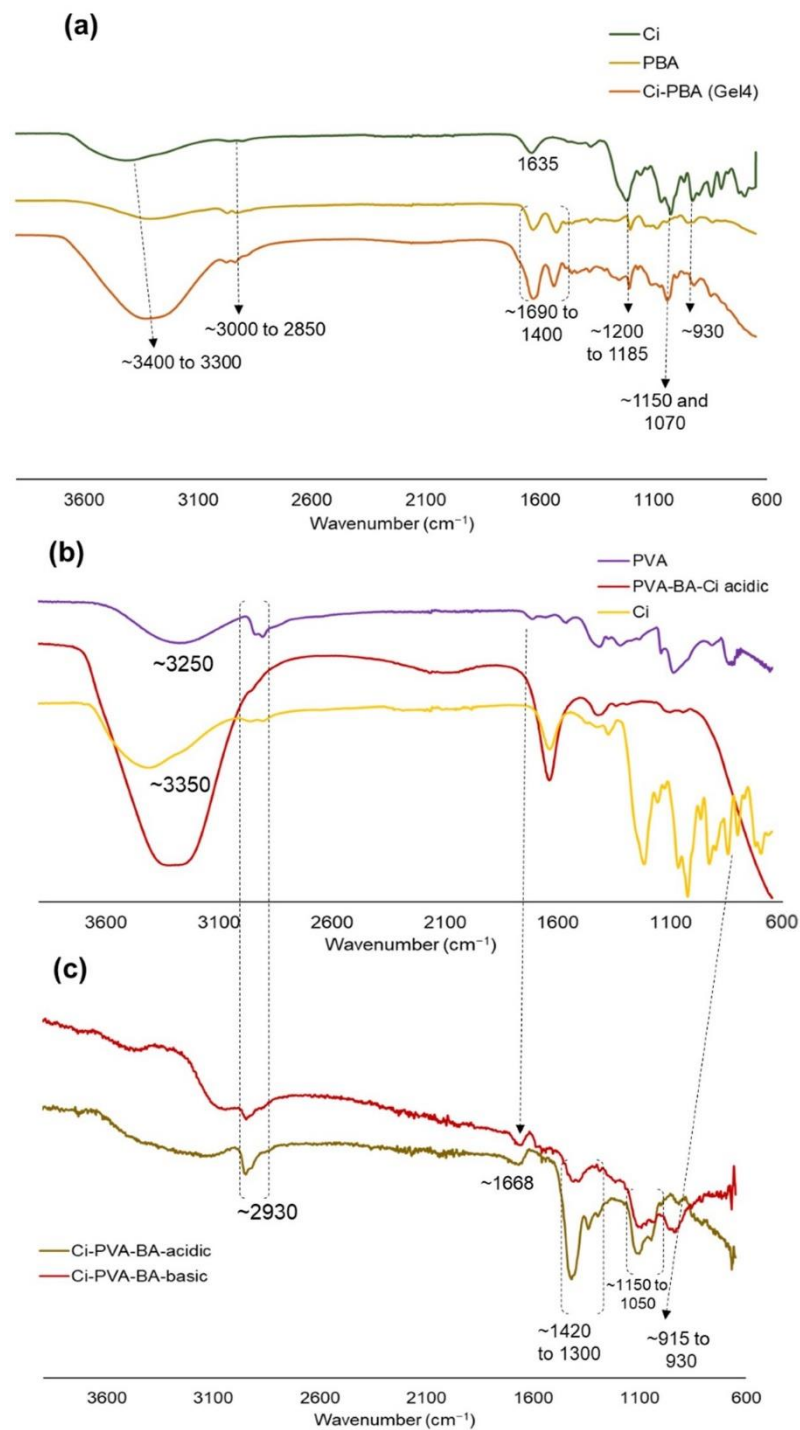 (a)
Ci
PBA
Ci-PBA (Gel4)
1635
~3000 to 2850
~3400 to 3300
~1690 to
1400
~1200
to 1185
~930
~1150 and
1070
3600 3100 2600 2100 1600 1100 600
Wavenumber (cm⁻¹)
(b)
PVA
PVA-BA-Ci acidic
Ci
~3250
~3350
3600 3100 2600 2100 1600 1100 600
Wavenumber (cm⁻¹)
(c)
~2930
~1668
Ci-PVA-BA-acidic
Ci-PVA-BA-basic
~1150 to
1050
~1420
to 1300
~915 to
930
3600 3100 2600 2100 1600 1100 600
Wavenumber (cm⁻¹)